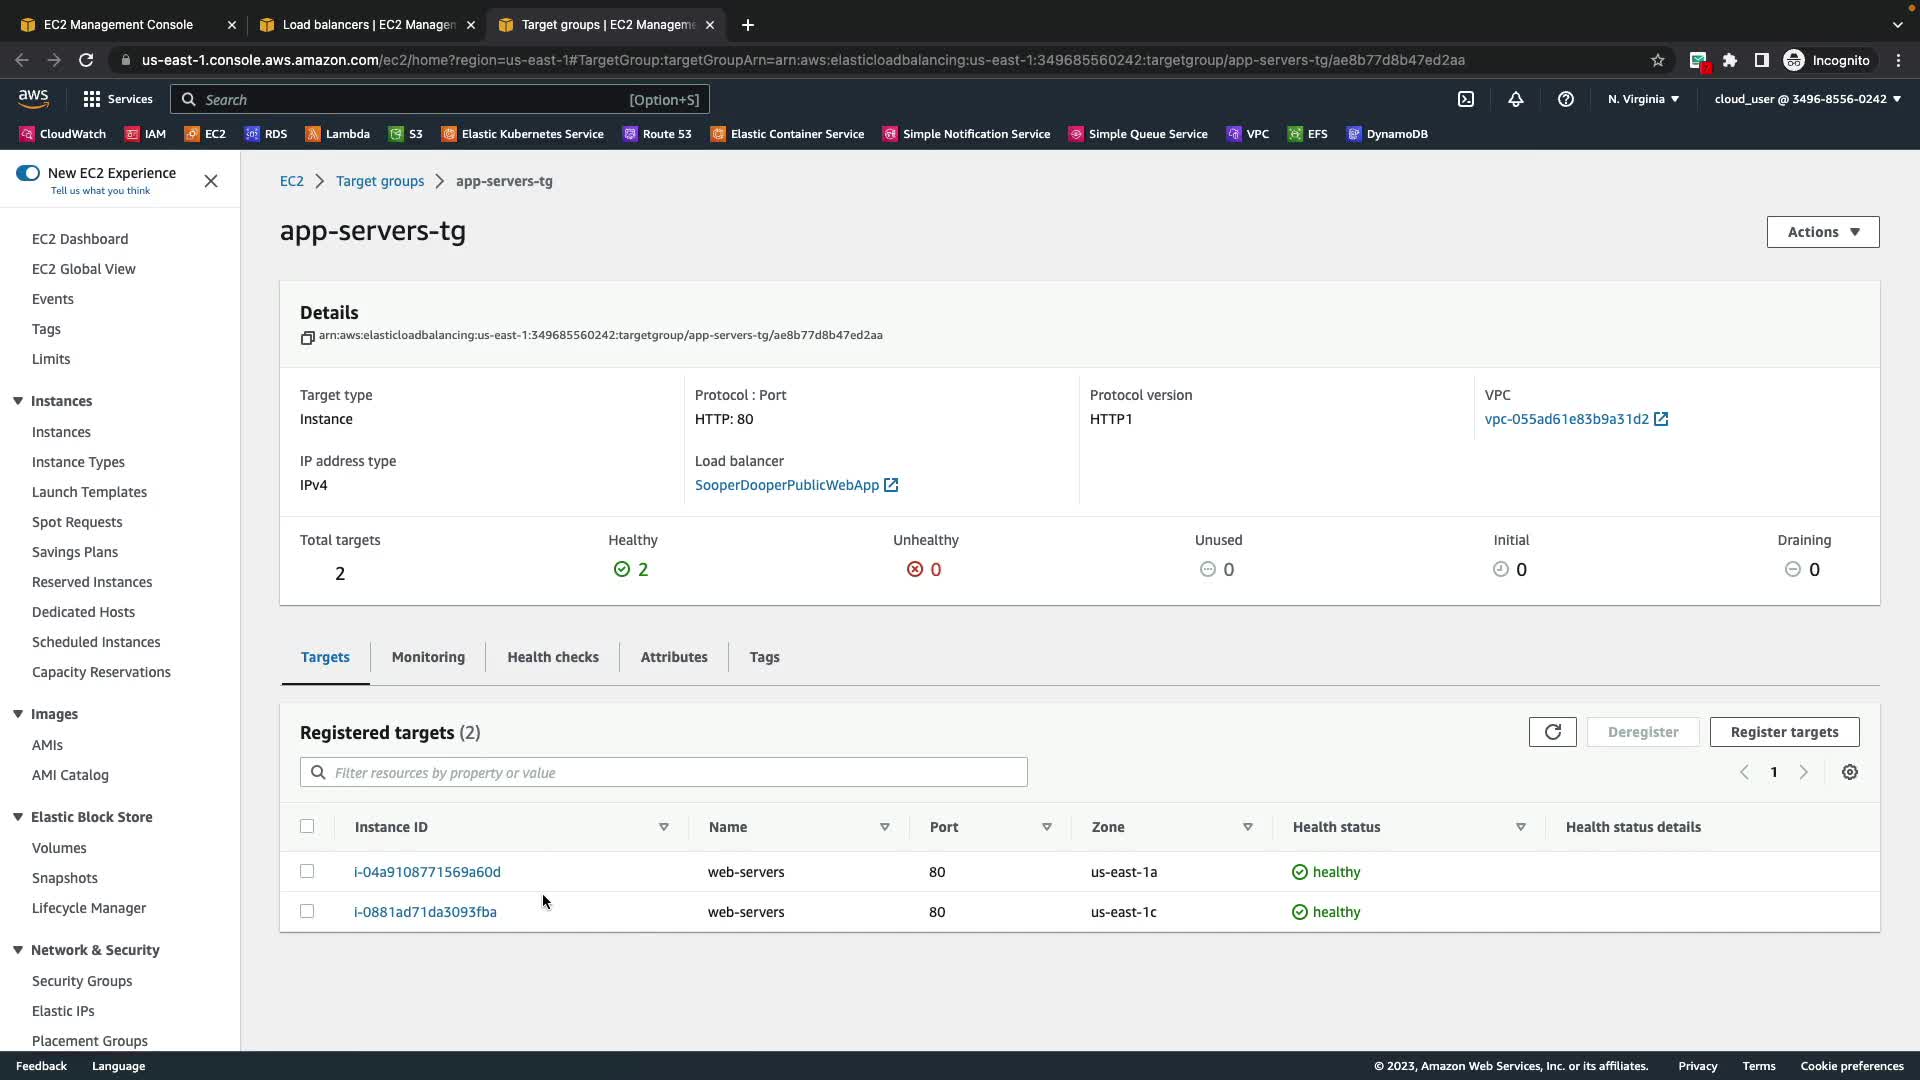 EC2 Management Console
Load balancers | EC2 Managem
Target groups | EC2 Manageme
us-east-1.console.aws.amazon.com/ec2/home?region=us-east-1#TargetGroup:targetGroupArn=arn:aws:elasticloadbalancing:us-east-1:349685560242:targetgroup/app-servers-tg/ae8b77d8b47ed2aa
Incognito
aws
Services
Search
[Option+S]
N. Virginia
cloud_user @ 3496-8556-0242
CloudWatch
IAM
EC2
RDS
Lambda
S3
Elastic Kubernetes Service
Route 53
Elastic Container Service
Simple Notification Service
Simple Queue Service
VPC
EFS
DynamoDB
New EC2 Experience
Tell us what you think
EC2 Dashboard
EC2 Global View
Events
Tags
Limits
Instances
Instances
Instance Types
Launch Templates
Spot Requests
Savings Plans
Reserved Instances
Dedicated Hosts
Scheduled Instances
Capacity Reservations
Images
AMIs
AMI Catalog
Elastic Block Store
Volumes
Snapshots
Lifecycle Manager
Network & Security
Security Groups
Elastic IPs
Placement Groups
EC2
Target groups
app-servers-tg
app-servers-tg
Actions
Details
arn:aws:elasticloadbalancing:us-east-1:349685560242:targetgroup/app-servers-tg/ae8b77d8b47ed2aa
Target type
Instance
Protocol : Port
HTTP: 80
Protocol version
HTTP1
VPC
vpc-055ad61e83b9a31d2
IP address type
IPv4
Load balancer
SooperDooperPublicWebApp
Total targets
2
Healthy
2
Unhealthy
0
Unused
0
Initial
0
Draining
0
Targets
Monitoring
Health checks
Attributes
Tags
Registered targets (2)
Deregister
Register targets
Filter resources by property or value
1
Instance ID
Name
Port
Zone
Health status
Health status details
i-04a9108771569a60d
web-servers
80
us-east-1a
healthy
i-0881ad71da3093fba
web-servers
80
us-east-1c
healthy
Feedback
Language
© 2023, Amazon Web Services, Inc. or its affiliates.
Privacy
Terms
Cookie preferences